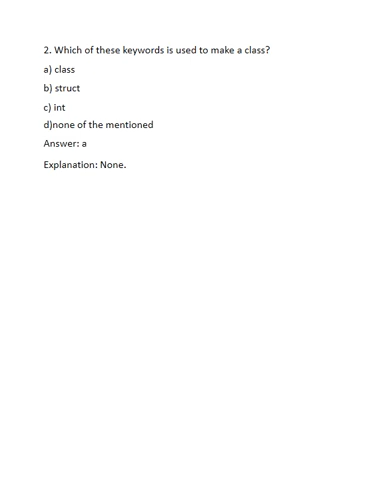 2. Which of these keywords is used to make a class?
a) class
b) struct
c) int
d)none of the mentioned
Answer: a
Explanation: None.